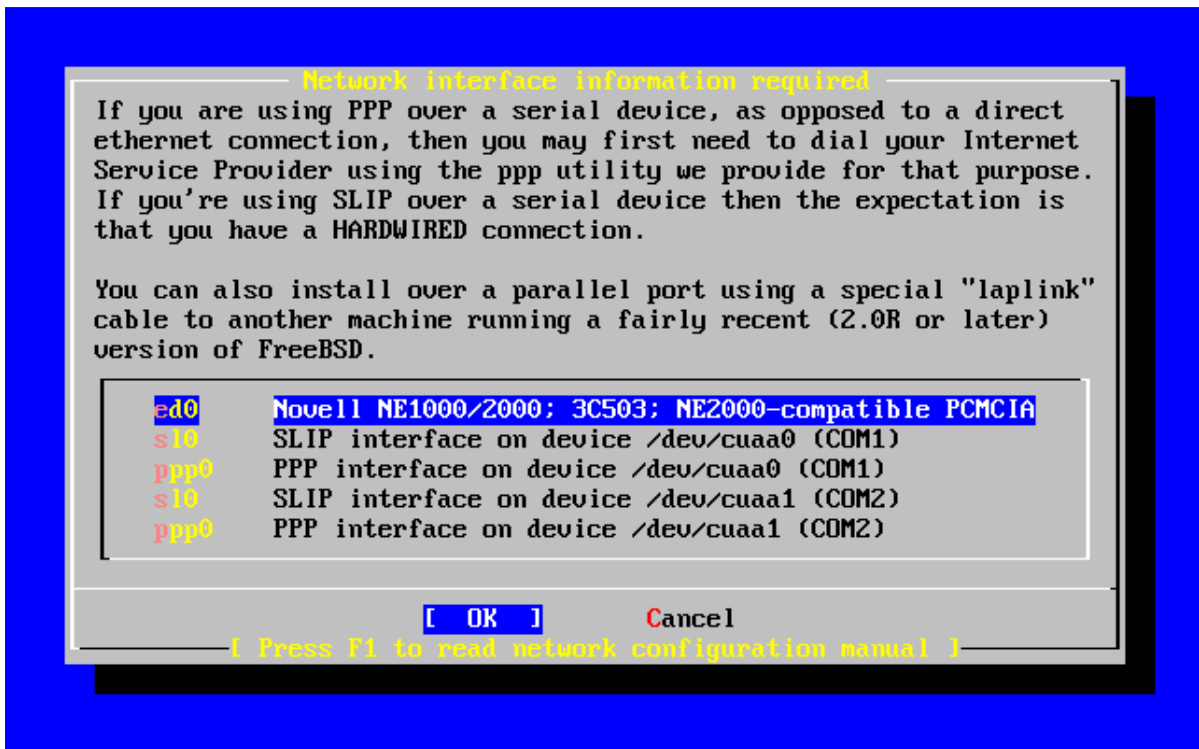 Network interface information required
If you are using PPP over a serial device, as opposed to a direct
ethernet connection, then you may first need to dial your Internet
Service Provider using the ppp utility we provide for that purpose.
If you're using SLIP over a serial device then the expectation is
that you have a HARDWIRED connection.
You can also install over a parallel port using a special "laplink"
cable to another machine running a fairly recent (2.0R or later)
version of FreeBSD.
ed0 Novell NE1000/2000; 3C503; NE2000-compatible PCMCIA
sl0 SLIP interface on device /dev/cuaa0 (COM1)
ppp0 PPP interface on device /dev/cuaa0 (COM1)
sl0 SLIP interface on device /dev/cuaa1 (COM2)
ppp0 PPP interface on device /dev/cuaa1 (COM2)
[ OK ] Cancel
[ Press F1 to read network configuration manual ]